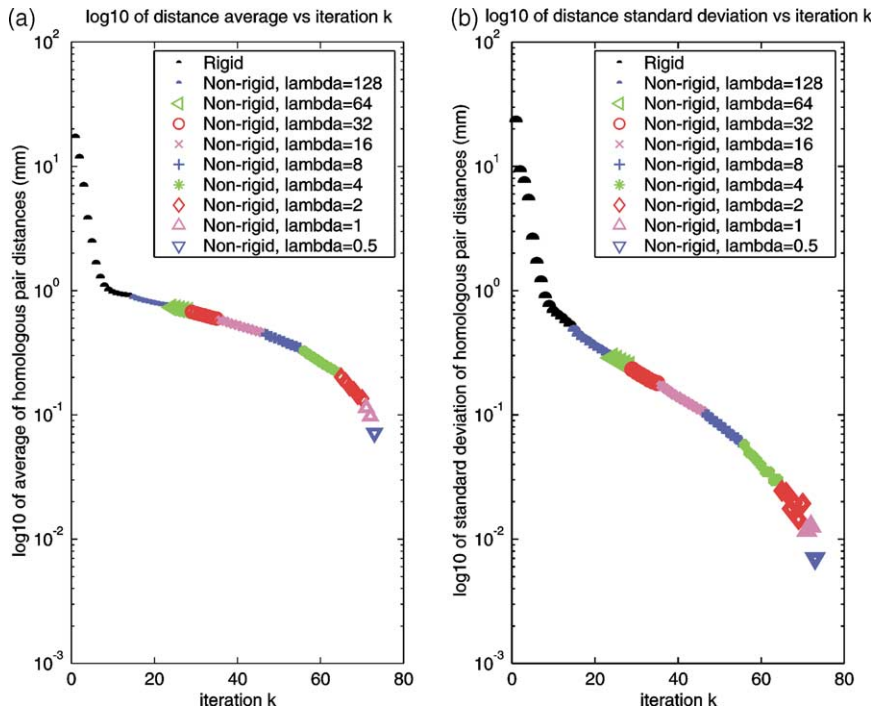 (a)
log10 of distance average vs iteration k
10^2
10^1
10^0
10^-1
10^-2
10^-3
0
20
40
60
80
log10 of average of homologous pair distances (mm)
iteration k
Rigid
Non-rigid, lambda=128
Non-rigid, lambda=64
Non-rigid, lambda=32
Non-rigid, lambda=16
Non-rigid, lambda=8
Non-rigid, lambda=4
Non-rigid, lambda=2
Non-rigid, lambda=1
Non-rigid, lambda=0.5
(b)
log10 of distance standard deviation vs iteration k
10^2
10^1
10^0
10^-1
10^-2
10^-3
0
20
40
60
80
log10 of standard deviation of homologous pair distances (mm)
iteration k
Rigid
Non-rigid, lambda=128
Non-rigid, lambda=64
Non-rigid, lambda=32
Non-rigid, lambda=16
Non-rigid, lambda=8
Non-rigid, lambda=4
Non-rigid, lambda=2
Non-rigid, lambda=1
Non-rigid, lambda=0.5